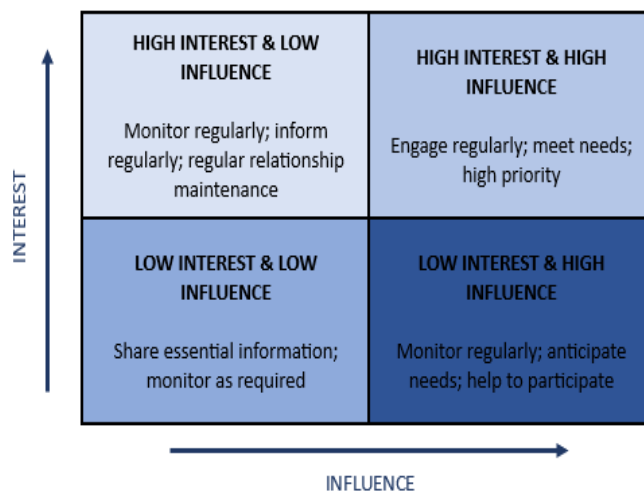 HIGH INTEREST & LOW
INFLUENCE
Monitor regularly; inform
regularly; regular relationship
maintenance
HIGH INTEREST & HIGH
INFLUENCE
Engage regularly; meet needs;
high priority
INTEREST
LOW INTEREST & LOW
INFLUENCE
Share essential information;
monitor as required
LOW INTEREST & HIGH
INFLUENCE
Monitor regularly; anticipate
needs; help to participate
INFLUENCE